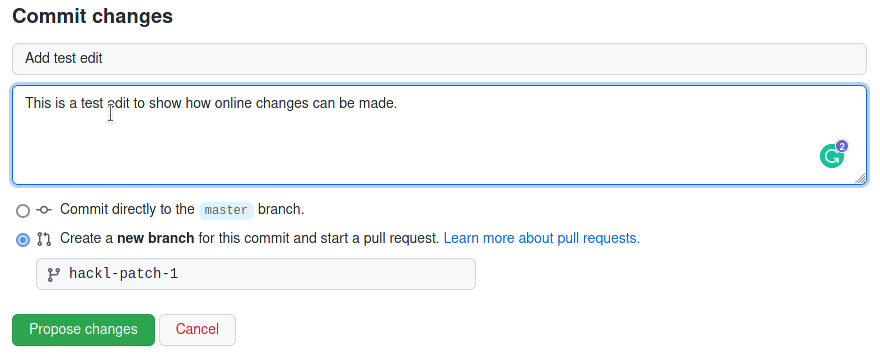 Commit changes
Add test edit
This is a test edit to show how online changes can be made.
2
Commit directly to the master branch.
Create a new branch for this commit and start a pull request. Learn more about pull requests.
hackl-patch-1
Propose changes Cancel